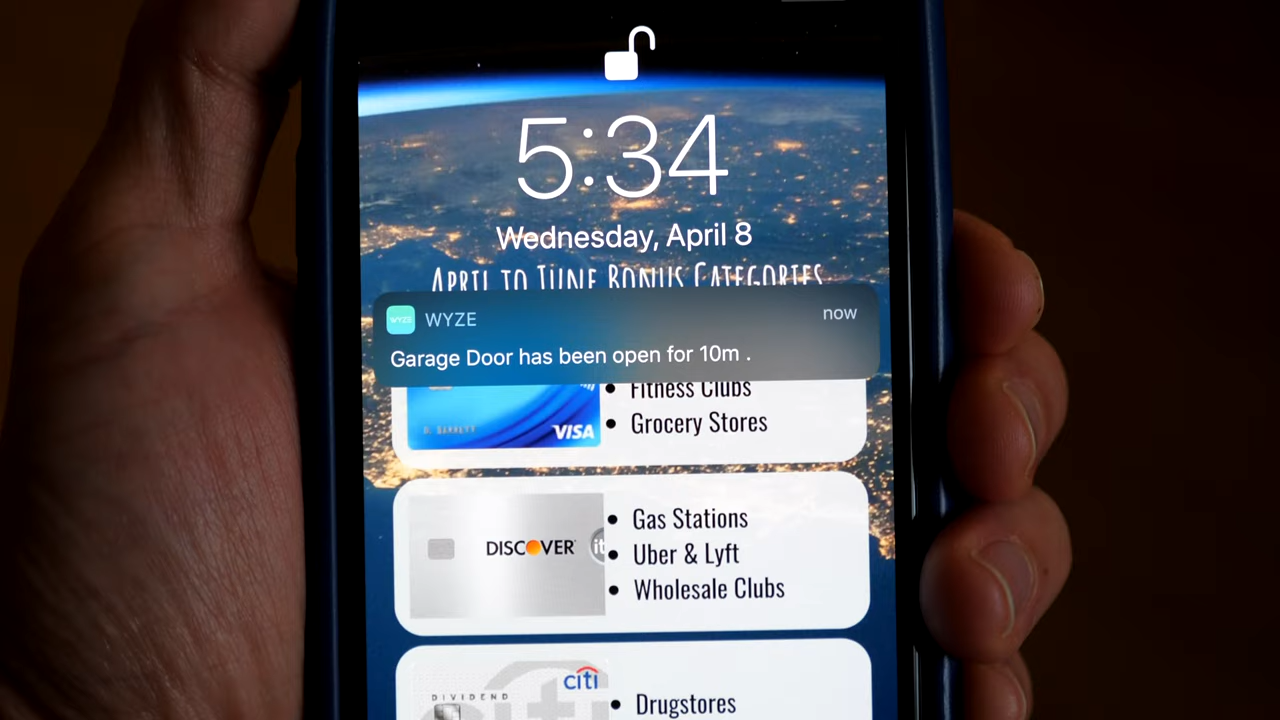 5:34
Wednesday, April 8
APRIL TO JUNE BONUS CATEGORIES
WYZE
WYZE
now
Garage Door has been open for 10m .
Fitness Clubs
Grocery Stores
VISA
DISCOVER
it
Gas Stations
Uber & Lyft
Wholesale Clubs
citi
DIVIDEND
Drugstores